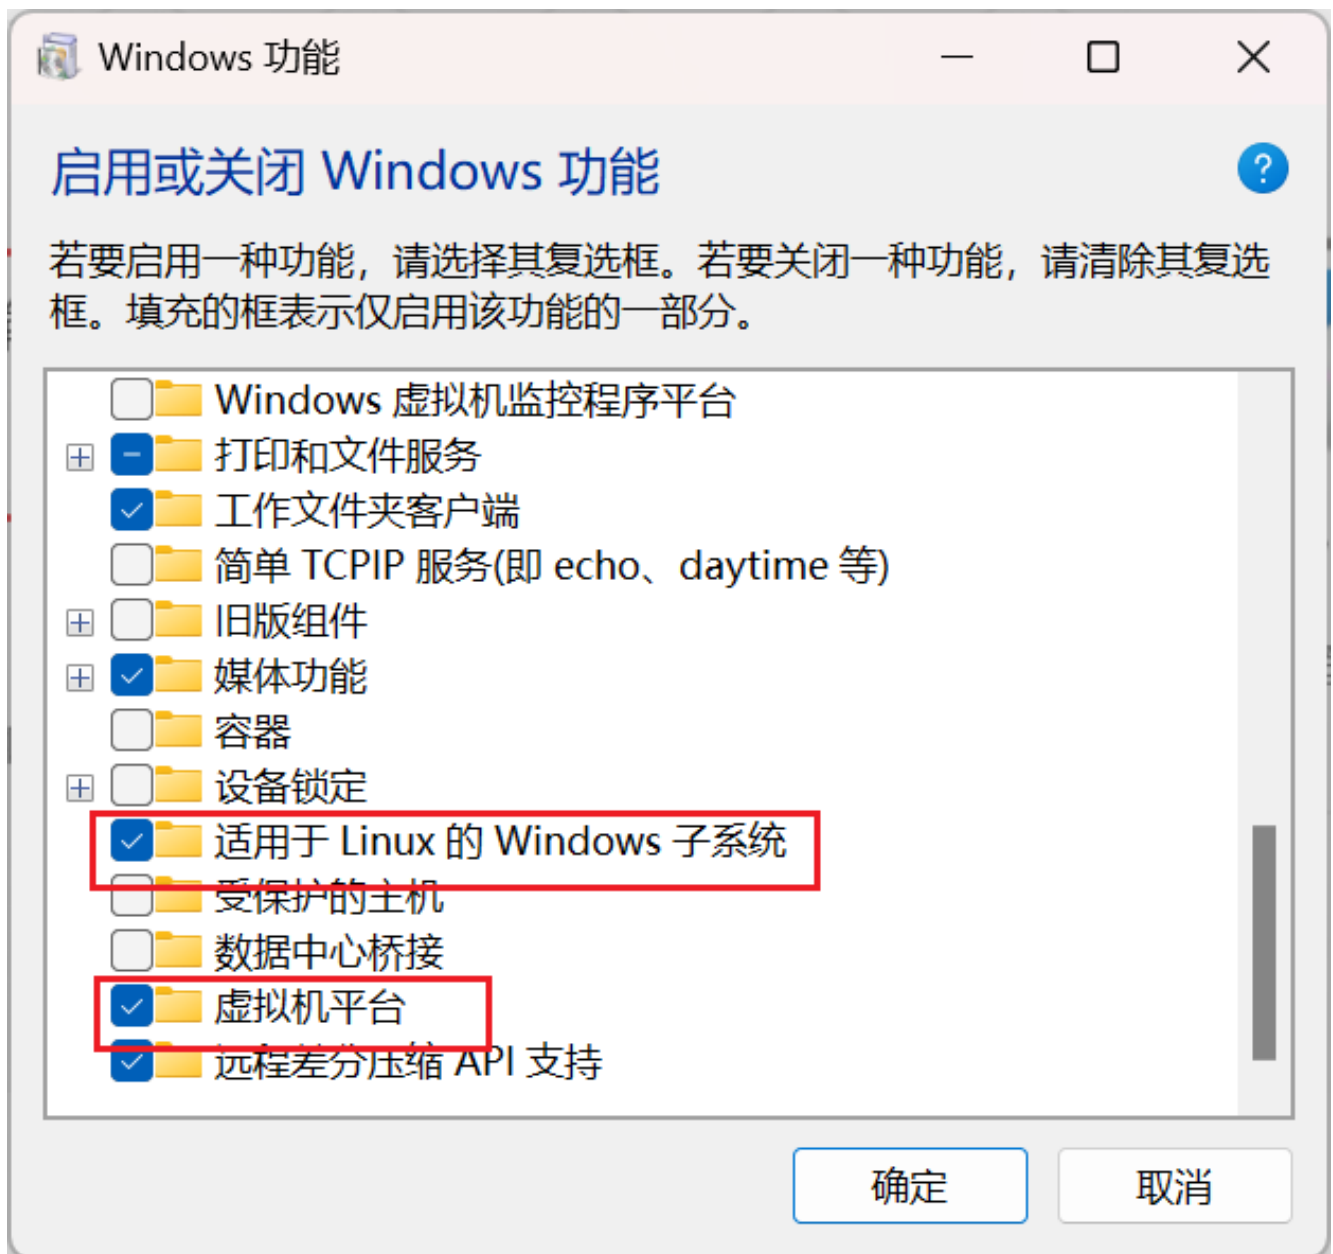 Windows 功能
启用或关闭 Windows 功能
?
若要启用一种功能，请选择其复选框。若要关闭一种功能，请清除其复选
框。填充的框表示仅启用该功能的一部分。
Windows 虚拟机监控程序平台
打印和文件服务
工作文件夹客户端
简单 TCPIP 服务(即 echo、daytime 等)
旧版组件
媒体功能
容器
设备锁定
适用于 Linux 的 Windows 子系统
受保护的主机
数据中心桥接
虚拟机平台
远程差分压缩 API 支持
确定
取消